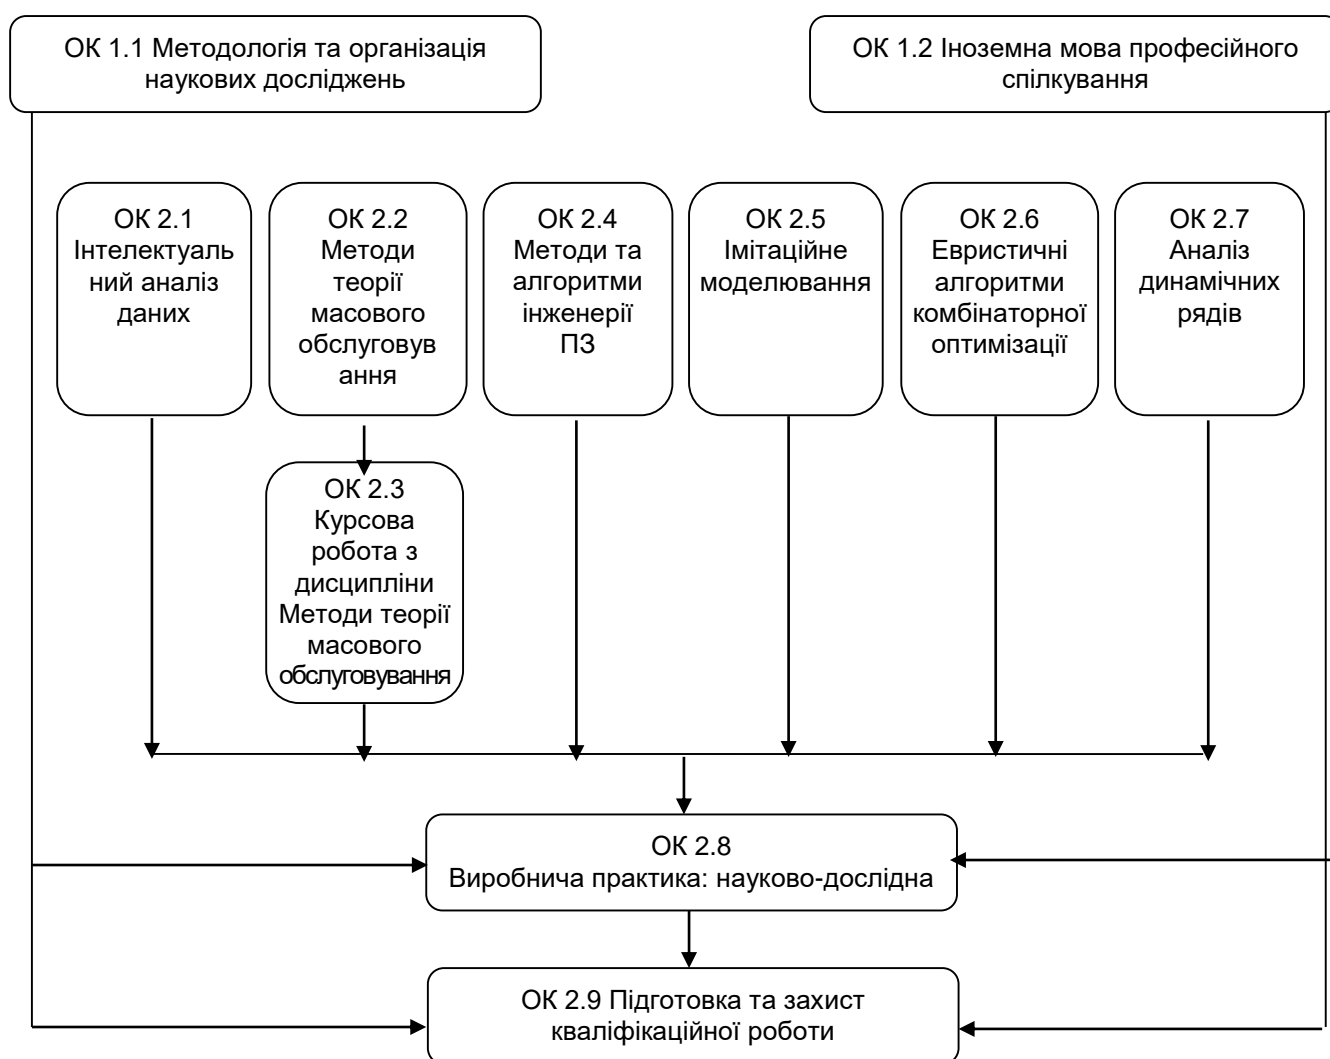 ОК 1.1 Методологія та організація
наукових досліджень
ОК 1.2 Іноземна мова професійного
спілкування
ОК 2.1
Інтелектуаль
ний аналіз
даних
ОК 2.2
Методи
теорії
масового
обслуговув
ання
ОК 2.4
Методи та
алгоритми
інженерії
ПЗ
ОК 2.5
Імітаційне
моделювання
ОК 2.6
Евристичні
алгоритми
комбінаторної
оптимізації
ОК 2.7
Аналіз
динамічних
рядів
ОК 2.3
Курсова
робота з
дисципліни
Методи теорії
масового
обслуговування
ОК 2.8
Виробнича практика: науково-дослідна
ОК 2.9 Підготовка та захист
кваліфікаційної роботи